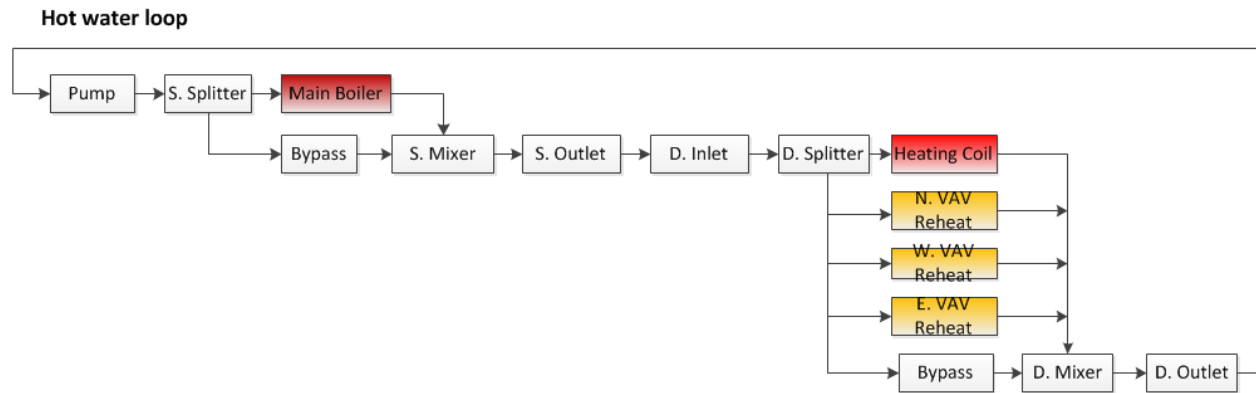 Hot water loop
Pump
S. Splitter
Main Boiler
Bypass
S. Mixer
S. Outlet
D. Inlet
D. Splitter
Heating Coil
N. VAV
Reheat
W. VAV
Reheat
E. VAV
Reheat
Bypass
D. Mixer
D. Outlet